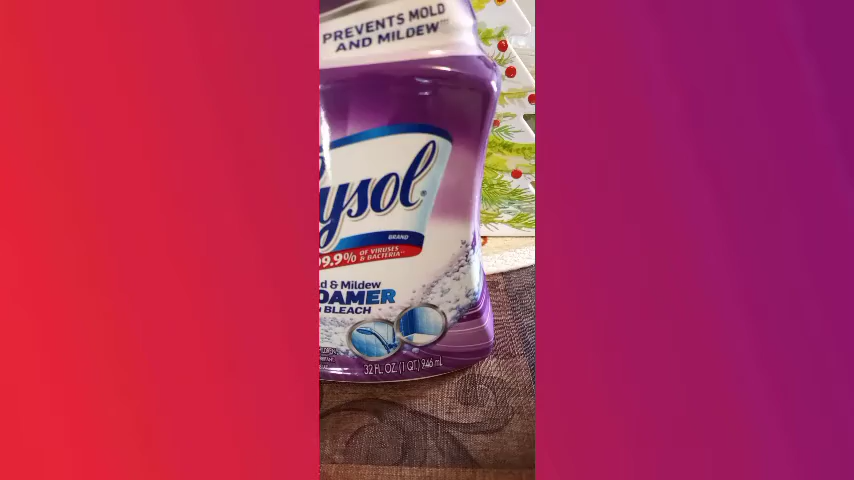 PREVENTS MOLD
AND MILDEW
ysol
BRAND
99.9% OF VIRUSES
& BACTERIA
d & Mildew
OAMER
BLEACH
32 FL. OZ. (1 QT.) 946 mL